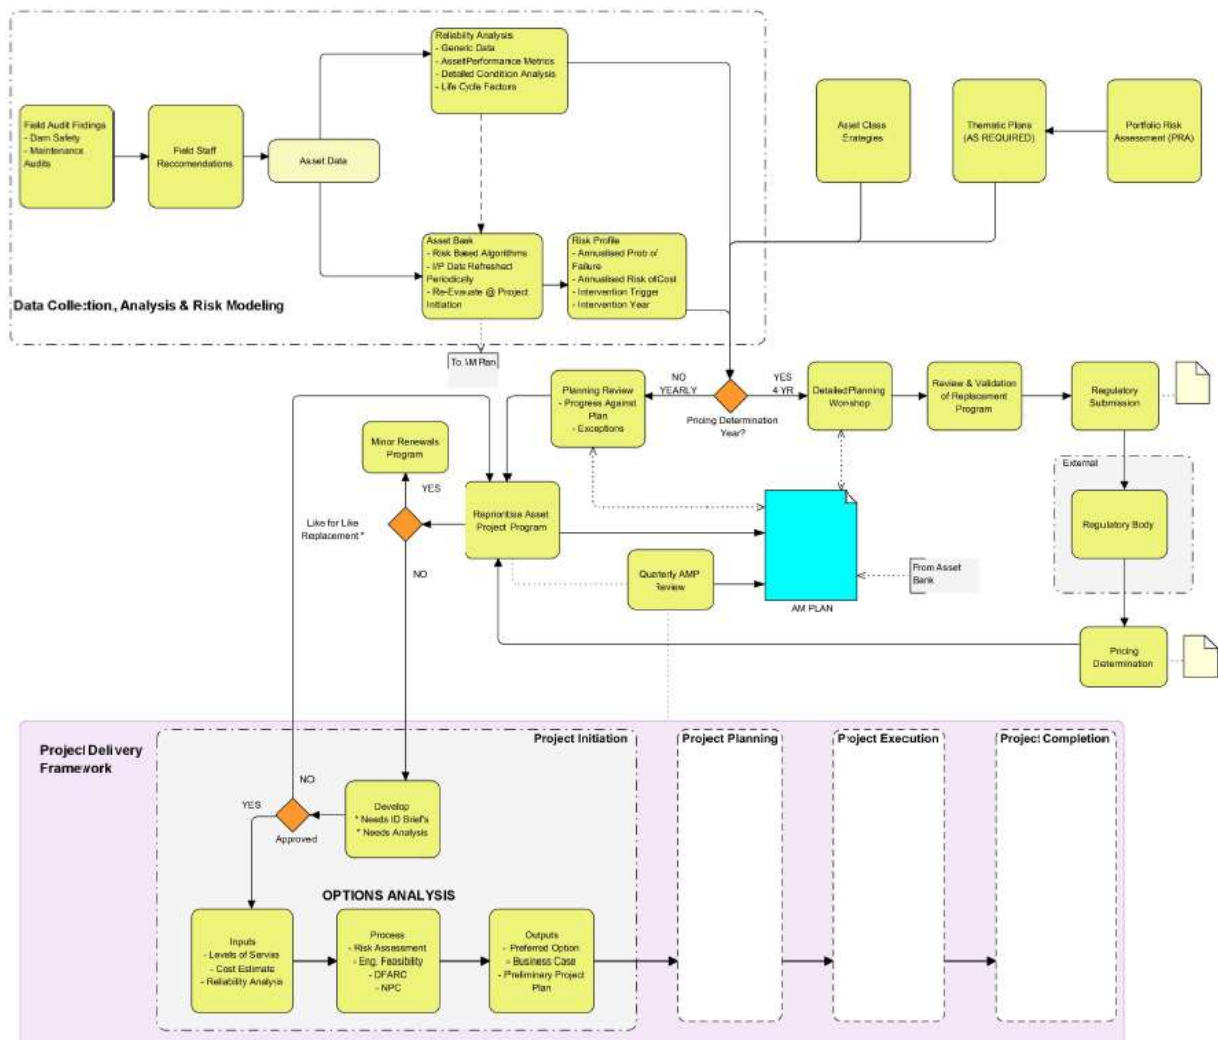 Reliability Analysis
- Generic Data
- Asset Performance Metrics
- Detailed Condition Analysis
- Life Cycle Factors
Field Audit Findings
- Dam Safety
- Maintenance
Audits
Field Staff
Reccomendations
Asset Data
Asset Class
Strategies
Thematic Plans
(AS REQUIRED)
Portfolio Risk
Assessment (PRA)
Asset Bank
- Risk Based Algorithms
- I/P Data Refreshed
Periodically
- Re-Evauate @ Project
Initiation
Risk Profile
- Annualised Prob of
Failure
- Annualised Risk of Cost
- Intervention Trigger
- Intervention Year
Data Collection, Analysis & Risk Modeling
To AM Plan
Planning Review
- Progress Against
Plan
- Exceptions
NO
YEARLY
YES
4 YR
Pricing Determination
Year?
Detailed Planning
Workshop
Review & Validation
of Replacement
Program
Regulatory
Submission
Minor Renewals
Program
YES
Like for Like
Replacement *
NO
Reprioritise Asset
Project Program
External
Regulatory Body
Quarterly AMP
Review
AM PLAN
From Asset
Bank
Pricing
Determination
Project Delivery
Framework
Project Initiation
Project Planning
Project Execution
Project Completion
NO
YES
Approved
Develop
* Needs ID Brief's
* Needs Analysis
OPTIONS ANALYSIS
Inputs
- Levels of Service
- Cost Estimate
- Reliability Analysis
Process
- Risk Assessment
- Eng. Feasibility
- DFARC
- NPC
Outputs
- Preferred Option
- Business Case
- Preliminary Project
Plan